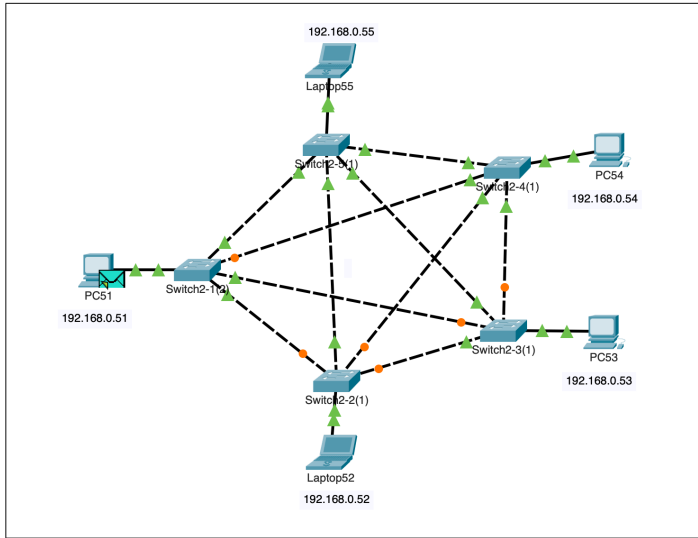 192.168.0.55
Laptop55
Switch2-5(1)
Switch2-4(1)
PC54
192.168.0.54
PC51
Switch2-1(2)
192.168.0.51
Switch2-3(1)
PC53
192.168.0.53
Switch2-2(1)
Laptop52
192.168.0.52